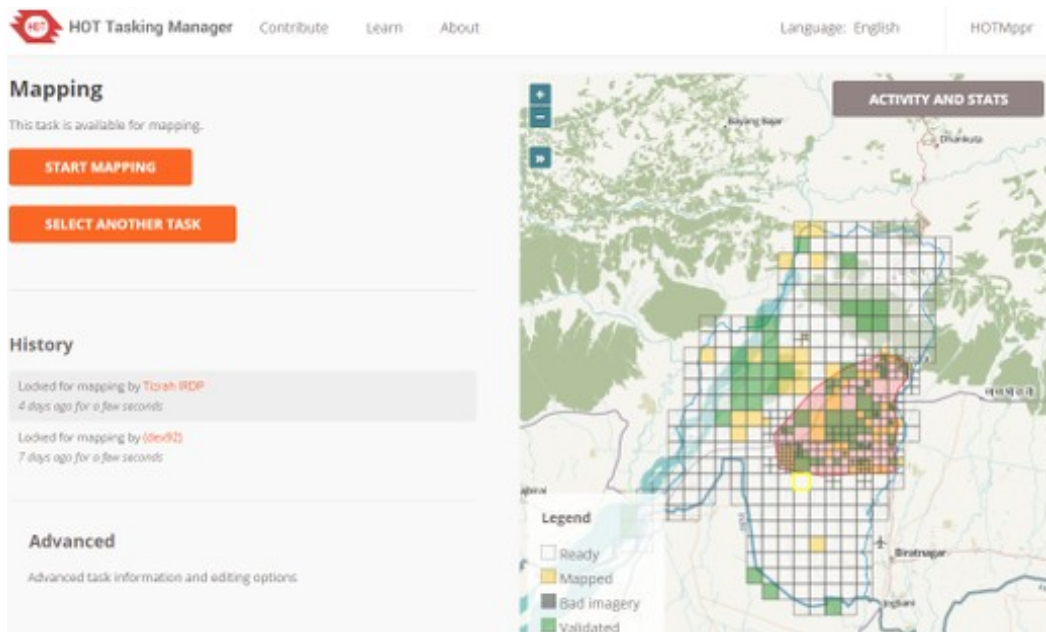 HOT Tasking Manager
Contribute
Learn
About
Language: English
HOTMppr
Mapping
This task is available for mapping.
START MAPPING
SELECT ANOTHER TASK
History
Locked for mapping by Tizrah IRDP
4 days ago for a few seconds
Locked for mapping by (dex92)
7 days ago for a few seconds
Advanced
Advanced task information and editing options
ACTIVITY AND STATS
Bayang Bajar
Dhankuta
Biratnagar
Legend
Ready
Mapped
Bad imagery
Validated